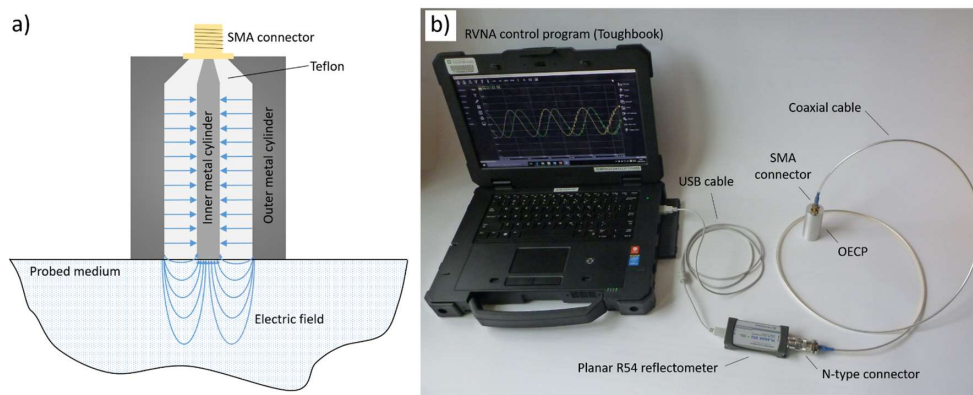 a)
SMA connector
Teflon
Inner metal cylinder
Outer metal cylinder
Probed medium
Electric field
b)
RVNA control program (Toughbook)
Coaxial cable
SMA
connector
USB cable
OECP
Planar R54 reflectometer
N-type connector